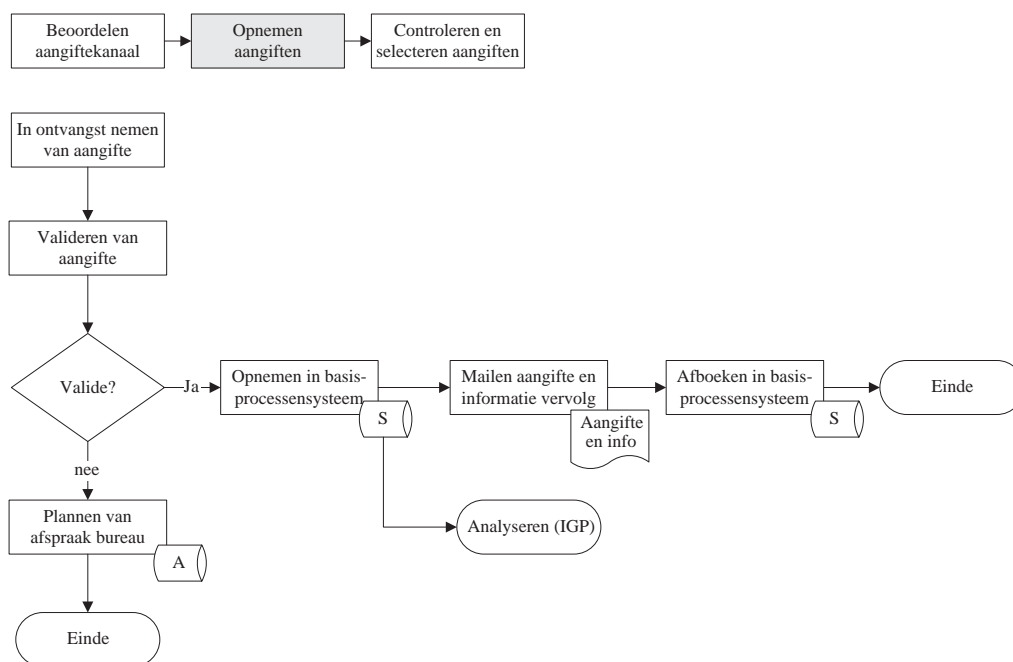 Beoordelen
aangiftekanaal
Opnemen
aangiften
Controleren en
selecteren aangiften
In ontvangst nemen
van aangifte
Valideren van
aangifte
Valide?
Ja
Opnemen in basis-
processensysteem
S
Mailen aangifte en
informatie vervolg
Aangifte
en info
Afboeken in basis-
processensysteem
S
Einde
nee
Plannen van
afspraak bureau
A
Analyseren (IGP)
Einde